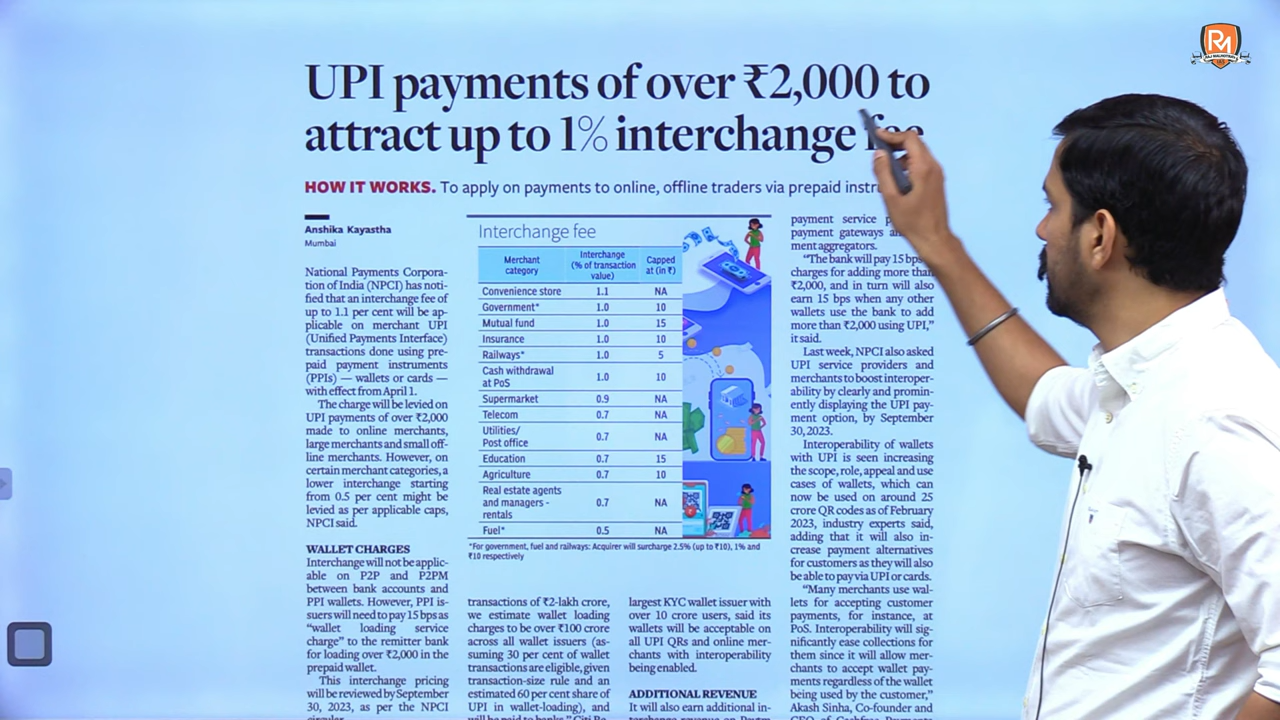 UPI payments of over ₹2,000 to
attract up to 1% interchange fee
HOW IT WORKS. To apply on payments to online, offline traders via prepaid
Anshika Kayastha
Mumbai
National Payments Corpora-
tion of India (NPCI) has noti-
fied that an interchange fee of
up to 1.1 per cent will be ap-
plicable on merchant UPI
(Unified Payments Interface)
transactions done using pre-
paid payment instruments
(PPIs) — wallets or cards —
with effect from April 1.
The charge will be levied on
UPI payments of over ₹2,000
made to online merchants,
large merchants and small off-
line merchants. However, on
certain merchant categories, a
lower interchange starting
from 0.5 per cent might be
levied as per applicable caps,
NPCI said.
WALLET CHARGES
Interchange will not be applic-
able on P2P and P2PM
between bank accounts and
PPI wallets. However, PPI is-
suers will need to pay 15 bps as
“wallet loading service
charge” to the remitter bank
for loading over ₹2,000 in the
prepaid wallet.
This interchange pricing
will be reviewed by September
30, 2023, as per the NPCI
circular.
Interchange fee
Merchant category Interchange (% of transaction value) Capped at (in ₹)
Convenience store 1.1 NA
Government* 1.0 10
Mutual fund 1.0 15
Insurance 1.0 10
Railways* 1.0 5
Cash withdrawal
at PoS 1.0 10
Supermarket 0.9 NA
Telecom 0.7 NA
Utilities/
Post office 0.7 NA
Education 0.7 15
Agriculture 0.7 10
Real estate agents
and managers -
rentals 0.7 NA
Fuel* 0.5 NA
*For government, fuel and railways: Acquirer will surcharge 2.5% (up to ₹10), 1% and
₹10 respectively
transactions of ₹2-lakh crore,
we estimate wallet loading
charges to be over ₹100 crore
across all wallet issuers (as-
suming 30 per cent of wallet
transactions are eligible, given
transaction-size rule and an
estimated 60 per cent share of
UPI in wallet-loading), and
will be paid to banks,” Citi Re-
largest KYC wallet issuer with
over 10 crore users, said its
wallets will be acceptable on
all UPI QRs and online mer-
chants with interoperability
being enabled.
ADDITIONAL REVENUE
It will also earn additional in-
terchange revenue on Paytm
payment service
payment gateways
ment aggregators.
“The bank will pay 15 bps
charges for adding more than
₹2,000, and in turn will also
earn 15 bps when any other
wallets use the bank to add
more than ₹2,000 using UPI,”
it said.
Last week, NPCI also asked
UPI service providers and
merchants to boost interoper-
ability by clearly and promin-
ently displaying the UPI pay-
ment option, by September
30, 2023.
Interoperability of wallets
with UPI is seen increasing
the scope, role, appeal and use
cases of wallets, which can
now be used on around 25
crore QR codes as of February
2023, industry experts said,
adding that it will also in-
crease payment alternatives
for customers as they will also
be able to pay via UPI or cards.
“Many merchants use wal-
lets for accepting customer
payments, for instance, at
PoS. Interoperability will sig-
nificantly ease collections for
them since it will allow mer-
chants to accept wallet pay-
ments regardless of the wallet
being used by the customer,”
Akash Sinha, Co-founder and
CEO of Cashfree Payments
RM